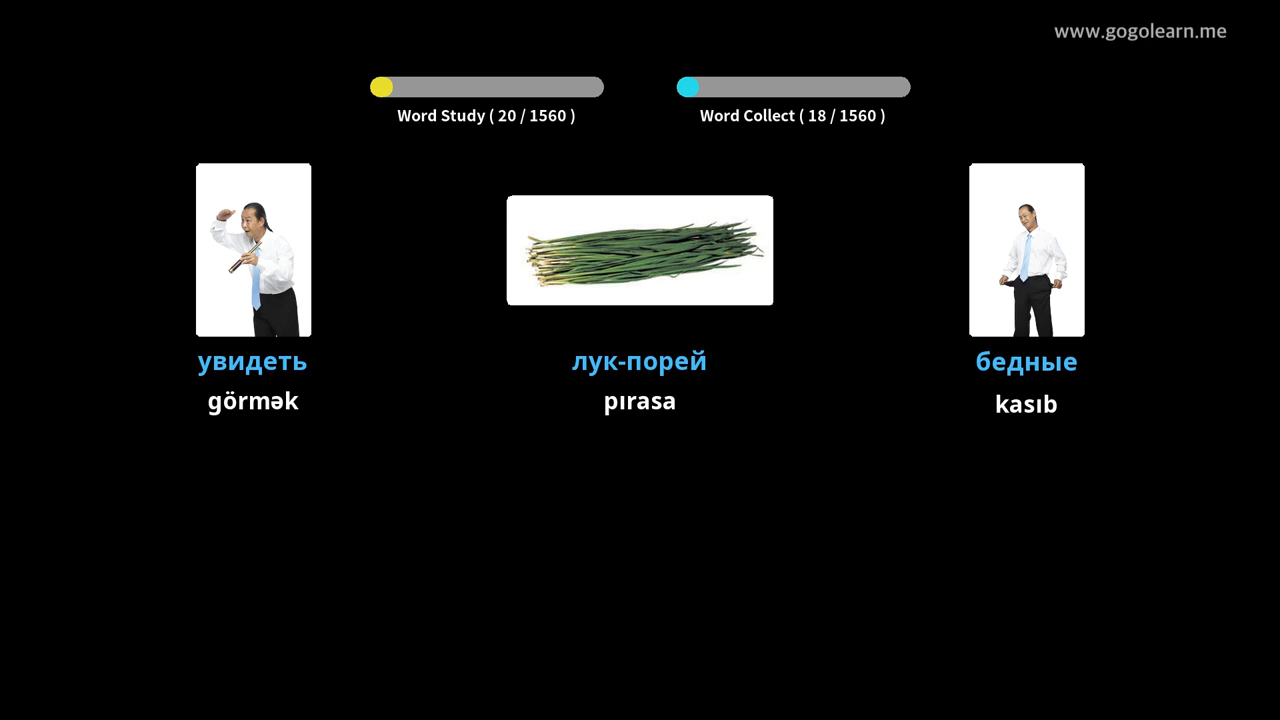 www.gogolearn.me
Word Study ( 20 / 1560 )
Word Collect ( 18 / 1560 )
увидеть
görmək
лук-порей
pırasa
бедные
kasıb